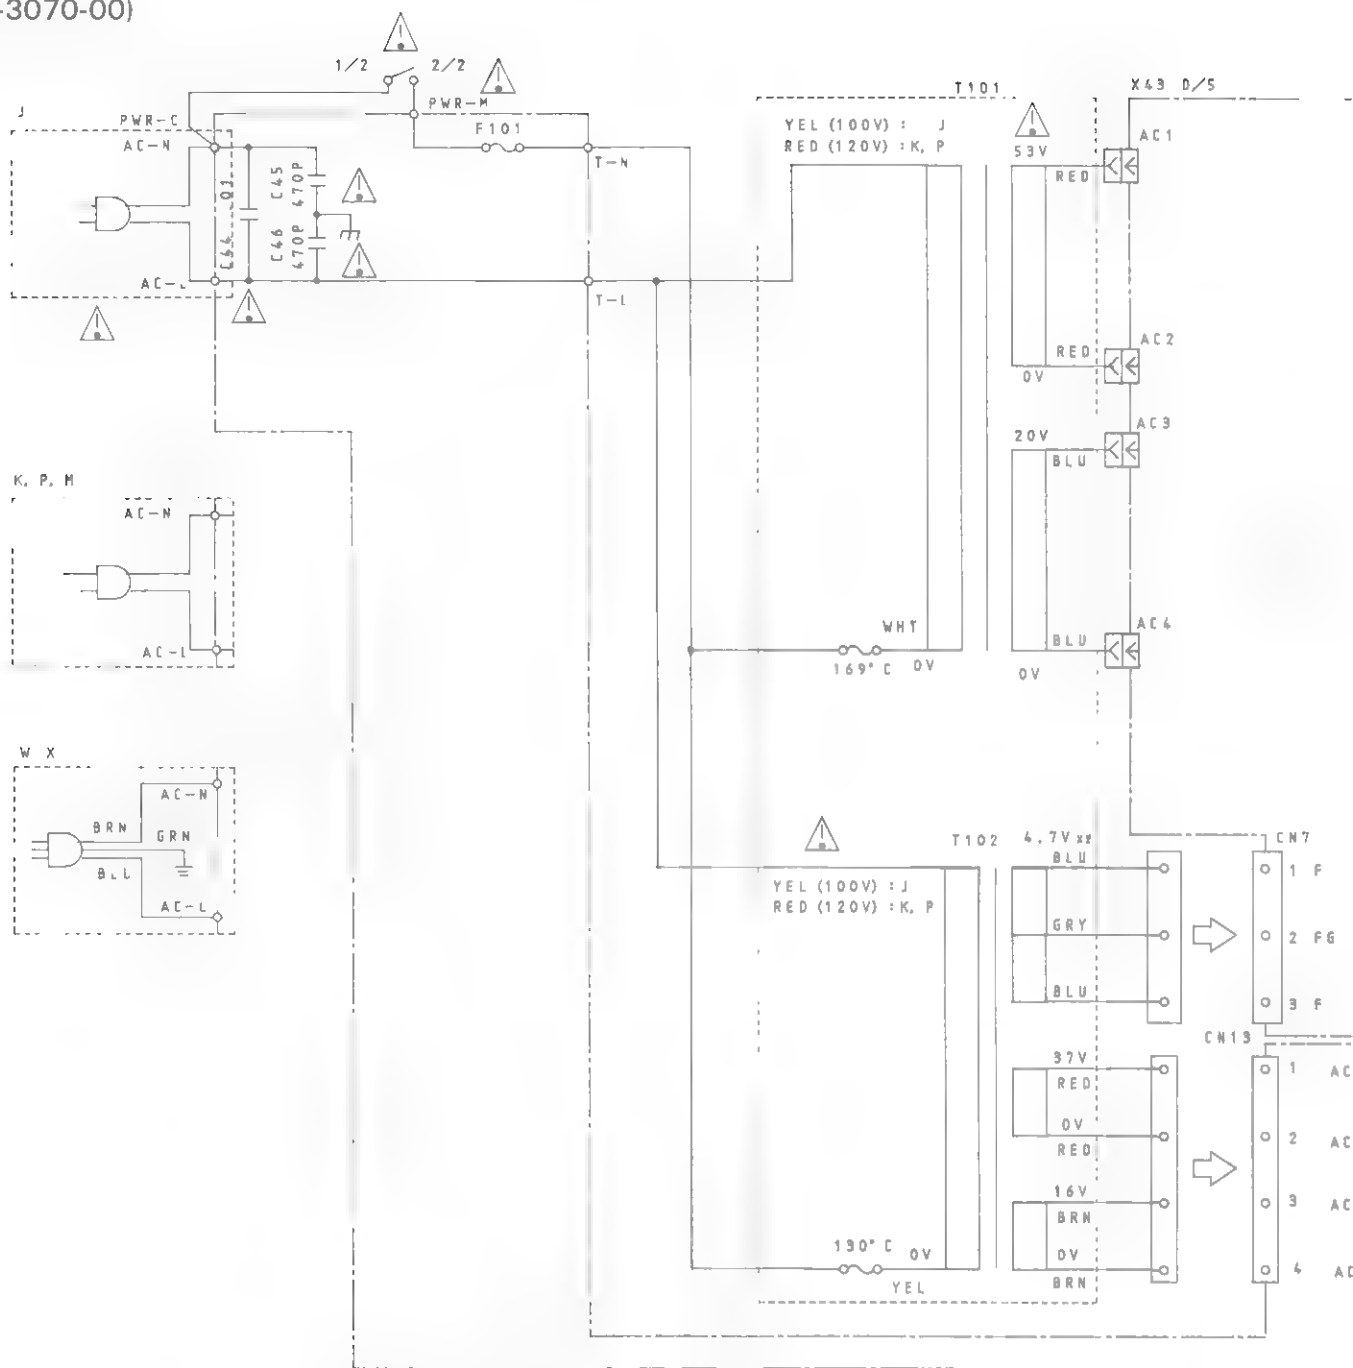 -3070-00)
1/2 2/2
PWR-M
F101
J
PWR-C
AC-N
C44 .01
C45
470P
C46
470P
AC-L
T-N
T-L
T101
YEL (100V) : J
RED (120V) : K, P
53V
RED
RED
0V
20V
BLU
BLU
0V
WHT
169°C 0V
X43 D/S
AC1
AC2
AC3
AC4
K, P, M
AC-N
AC-L
W X
AC-N
BRN
GRN
BLU
AC-L
T102
YEL (100V) : J
RED (120V) : K, P
4.7V
BLU
GRY
BLU
CN7
1 F
2 FG
3 F
CN13
37V
RED
0V
RED
16V
BRN
0V
BRN
130°C 0V
YEL
1 AC
2 AC
3 AC
4 AC